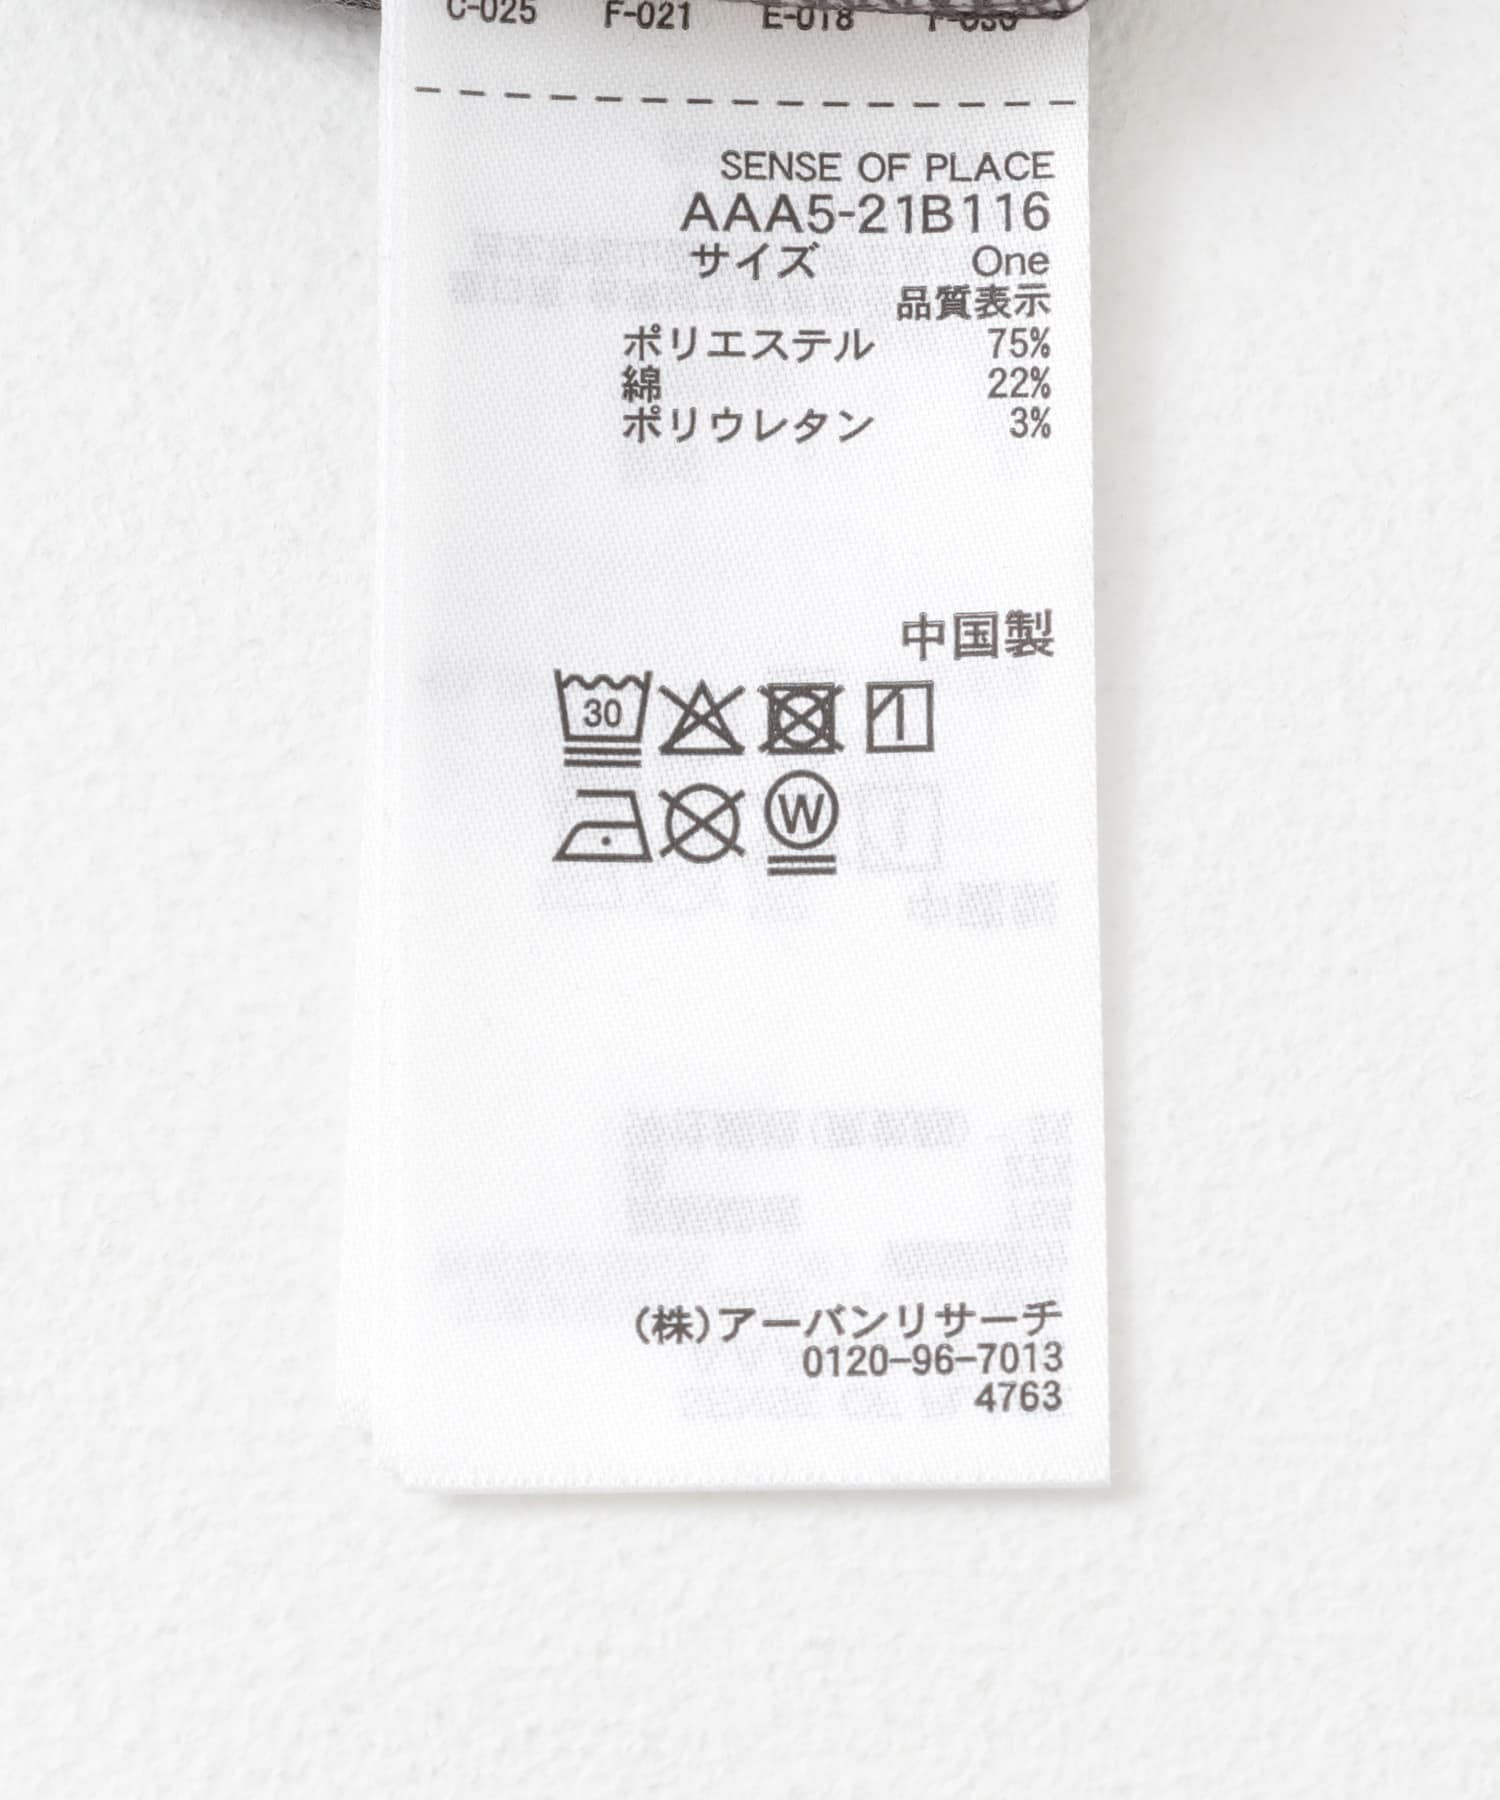 C-025 F-021 E-018 F-030
SENSE OF PLACE
AAA5-21B116
サイズ One
品質表示
ポリエステル 75%
綿 22%
ポリウレタン 3%
中国製
30
W
(株)アーバンリサーチ
0120-96-7013
4763